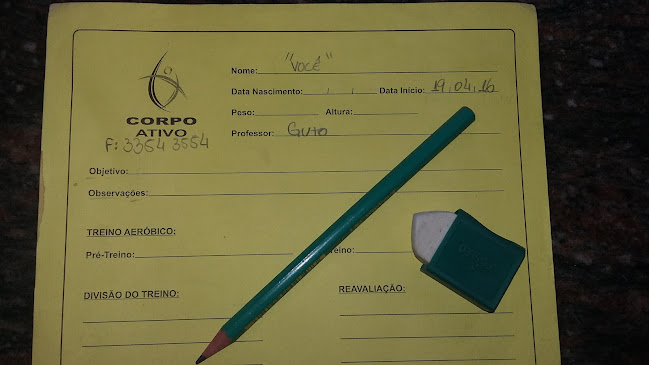 Nome: "Você"
Data Nascimento: / / Data Início: 19.04.16
Peso: Altura:
CORPO
ATIVO
Professor: Guto
F: 3354 3554
Objetivo:
Observações:
TREINO AERÓBICO:
Pré-Treino:
DIVISÃO DO TREINO:
REAVALIAÇÃO: